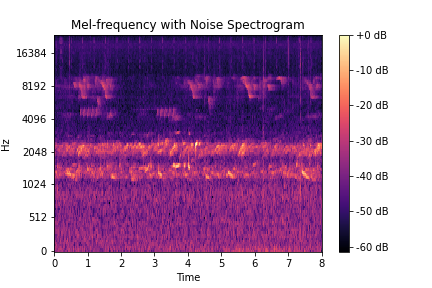 Mel-frequency with Noise Spectrogram
Hz
16384
8192
4096
2048
1024
512
0
0 1 2 3 4 5 6 7 8
Time
+0 dB
-10 dB
-20 dB
-30 dB
-40 dB
-50 dB
-60 dB